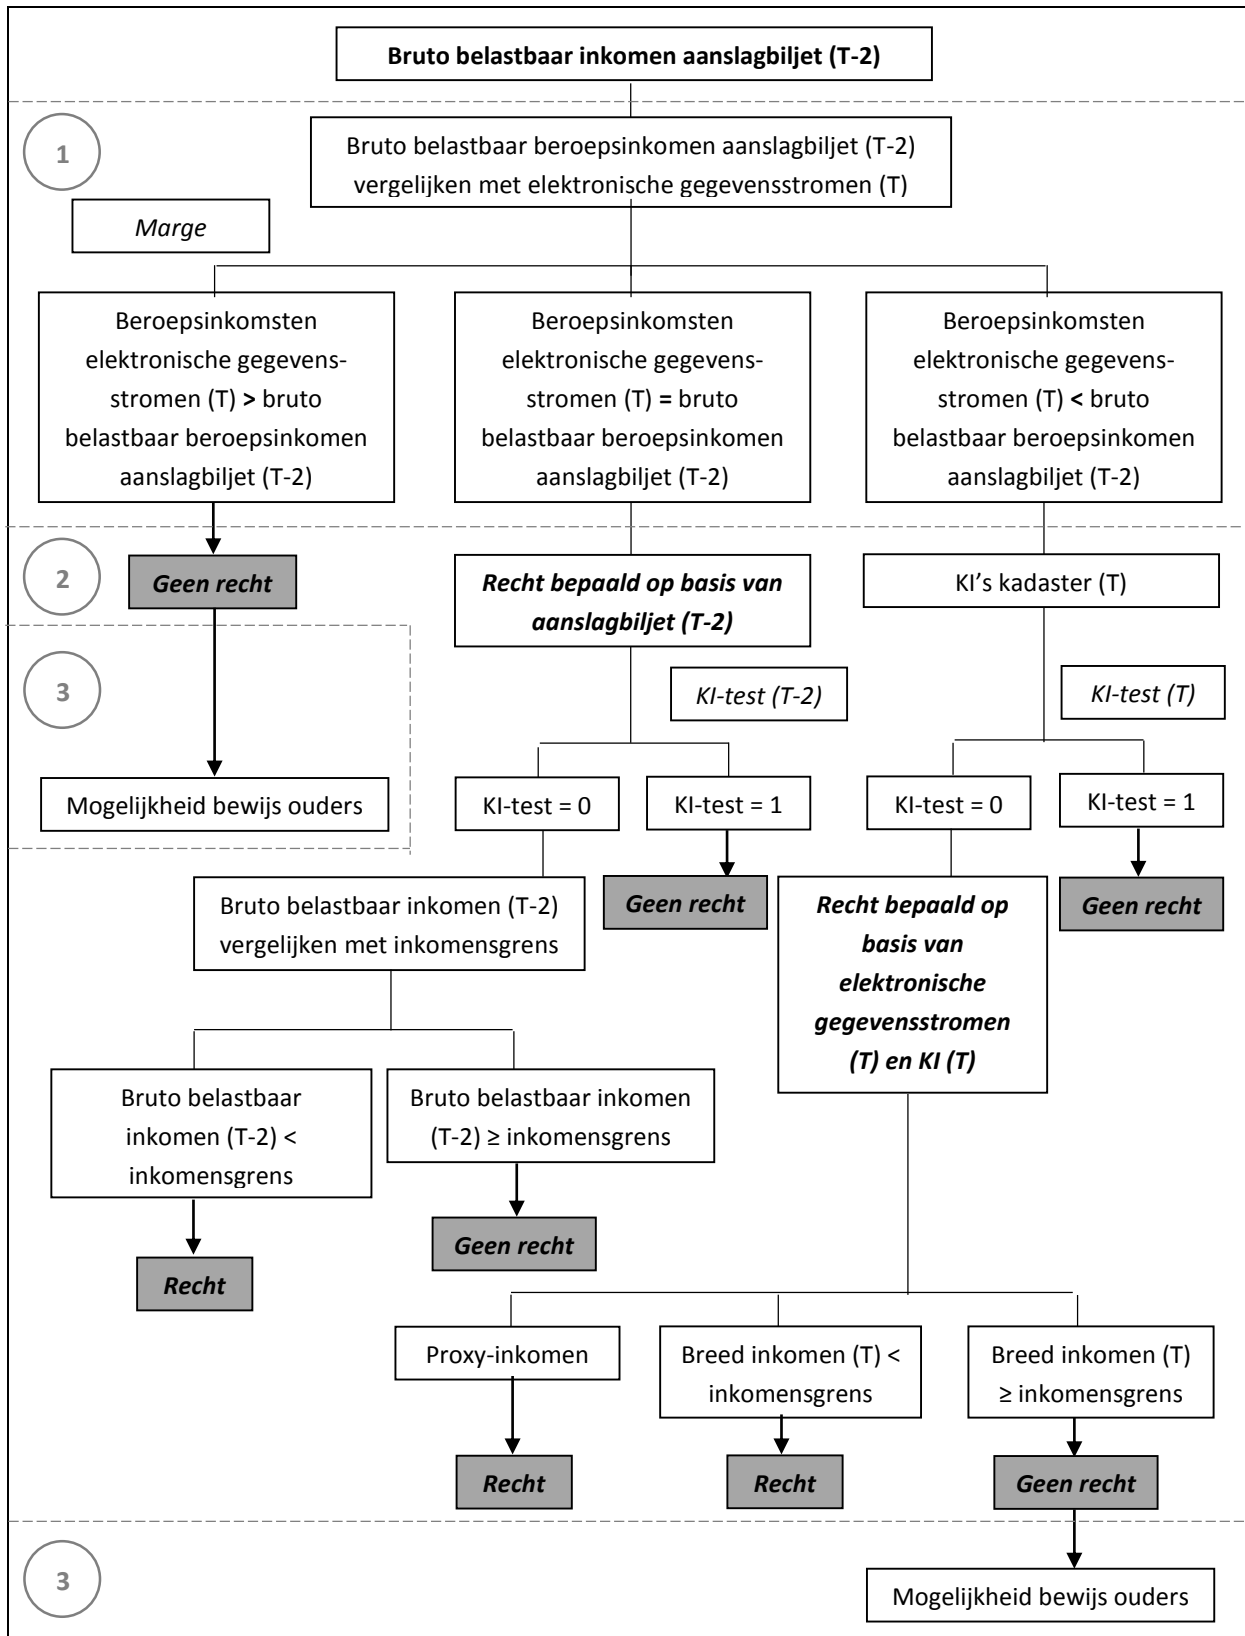 Bruto belastbaar inkomen aanslagbiljet (T-2)
1
Bruto belastbaar beroepsinkomen aanslagbiljet (T-2)
vergelijken met elektronische gegevensstromen (T)
Marge
Beroepsinkomsten
elektronische gegevens-
stromen (T) > bruto
belastbaar beroepsinkomen
aanslagbiljet (T-2)
Beroepsinkomsten
elektronische gegevens-
stromen (T) = bruto
belastbaar beroepsinkomen
aanslagbiljet (T-2)
Beroepsinkomsten
elektronische gegevens-
stromen (T) < bruto
belastbaar beroepsinkomen
aanslagbiljet (T-2)
2
Geen recht
Recht bepaald op basis van
aanslagbiljet (T-2)
KI's kadaster (T)
3
KI-test (T-2)
KI-test (T)
Mogelijkheid bewijs ouders
KI-test = 0
KI-test = 1
KI-test = 0
KI-test = 1
Bruto belastbaar inkomen (T-2)
vergelijken met inkomensgrens
Geen recht
Recht bepaald op
basis van
elektronische
gegevensstromen
(T) en KI (T)
Geen recht
Bruto belastbaar
inkomen (T-2) <
inkomensgrens
Bruto belastbaar inkomen
(T-2) ≥ inkomensgrens
Recht
Geen recht
Proxy-inkomen
Breed inkomen (T) <
inkomensgrens
Breed inkomen (T)
≥ inkomensgrens
Recht
Recht
Geen recht
3
Mogelijkheid bewijs ouders